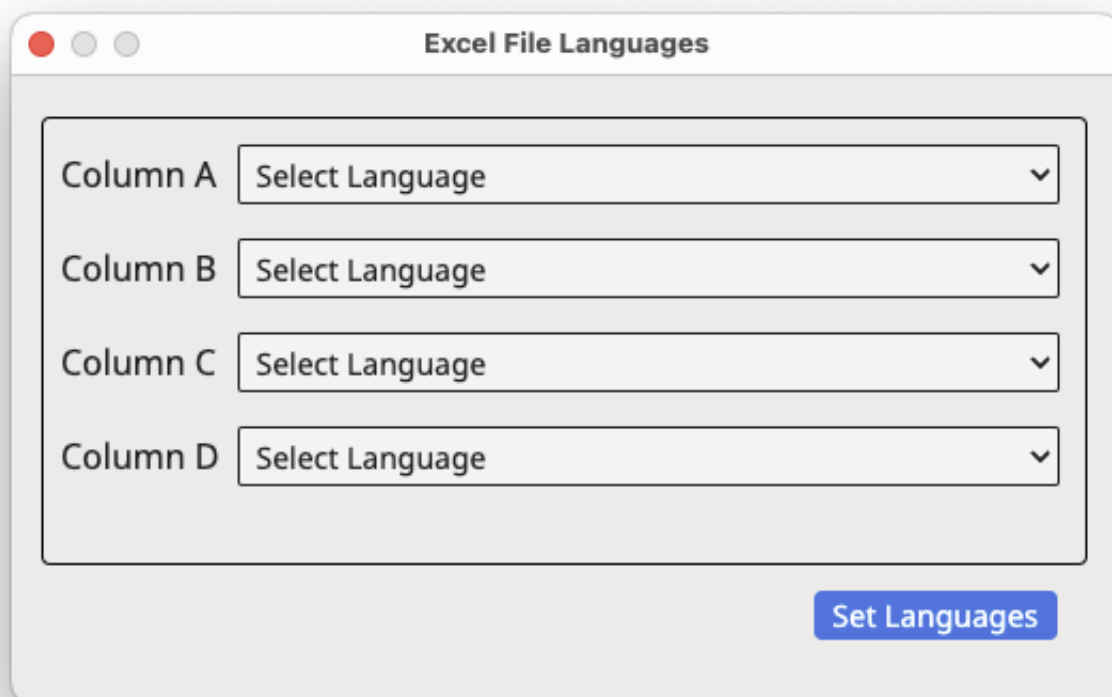 Excel File Languages
Column A Select Language
Column B Select Language
Column C Select Language
Column D Select Language
Set Languages